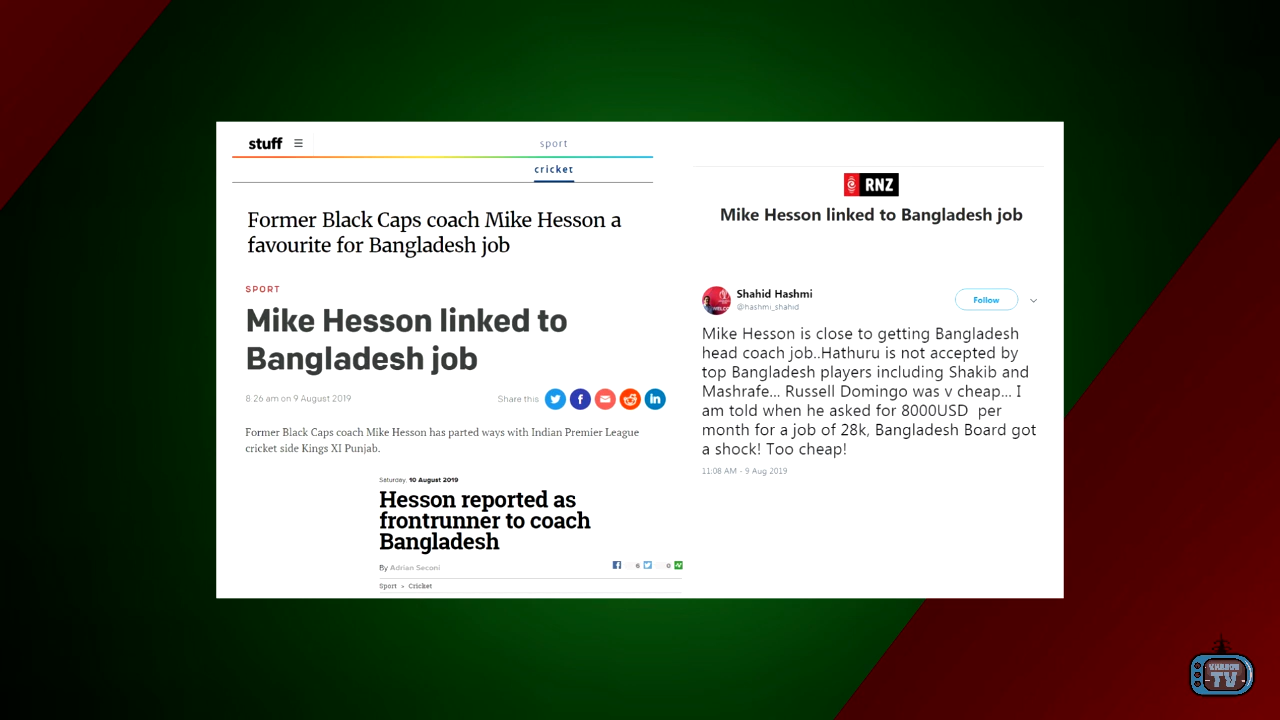 stuff
sport
cricket
Former Black Caps coach Mike Hesson a
favourite for Bangladesh job
SPORT
Mike Hesson linked to
Bangladesh job
8 26 am on 9 August 2019
Share this
Former Black Caps coach Mike Hesson has parted ways with Indian Premier League
cricket side Kings XI Punjab.
Saturday, 10 August 2019
Hesson reported as
frontrunner to coach
Bangladesh
By Adrian Seconi
6
0
Sport » Cricket
RNZ
Mike Hesson linked to Bangladesh job
Shahid Hashmi
@hashmi_shahid
Follow
Mike Hesson is close to getting Bangladesh
head coach job..Hathuru is not accepted by
top Bangladesh players including Shakib and
Mashrafe... Russell Domingo was v cheap... I
am told when he asked for 8000USD per
month for a job of 28k, Bangladesh Board got
a shock! Too cheap!
11:08 AM - 9 Aug 2019
TV